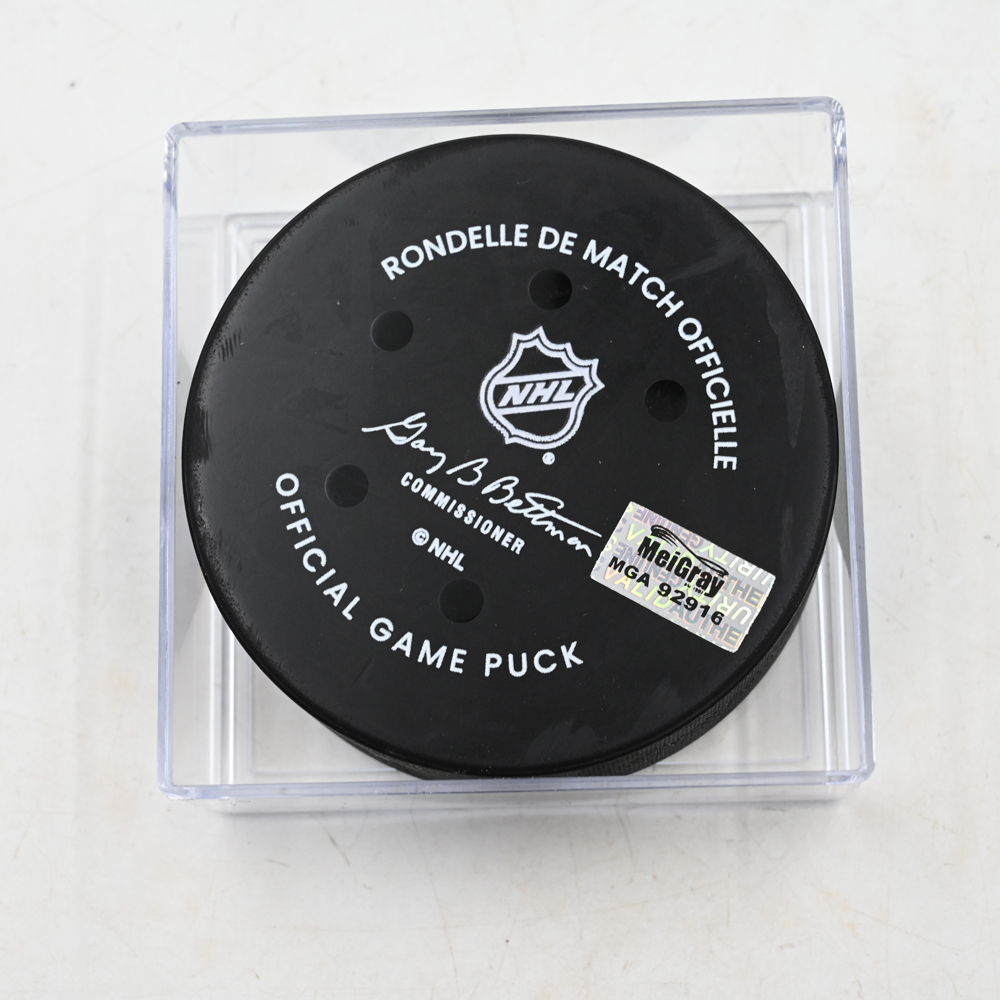 RONDELLE DE MATCH OFFICIELLE
NHL
Gary B Bettman
COMMISSIONER
©NHL
OFFICIAL GAME PUCK
MeiGray
MGA 92916